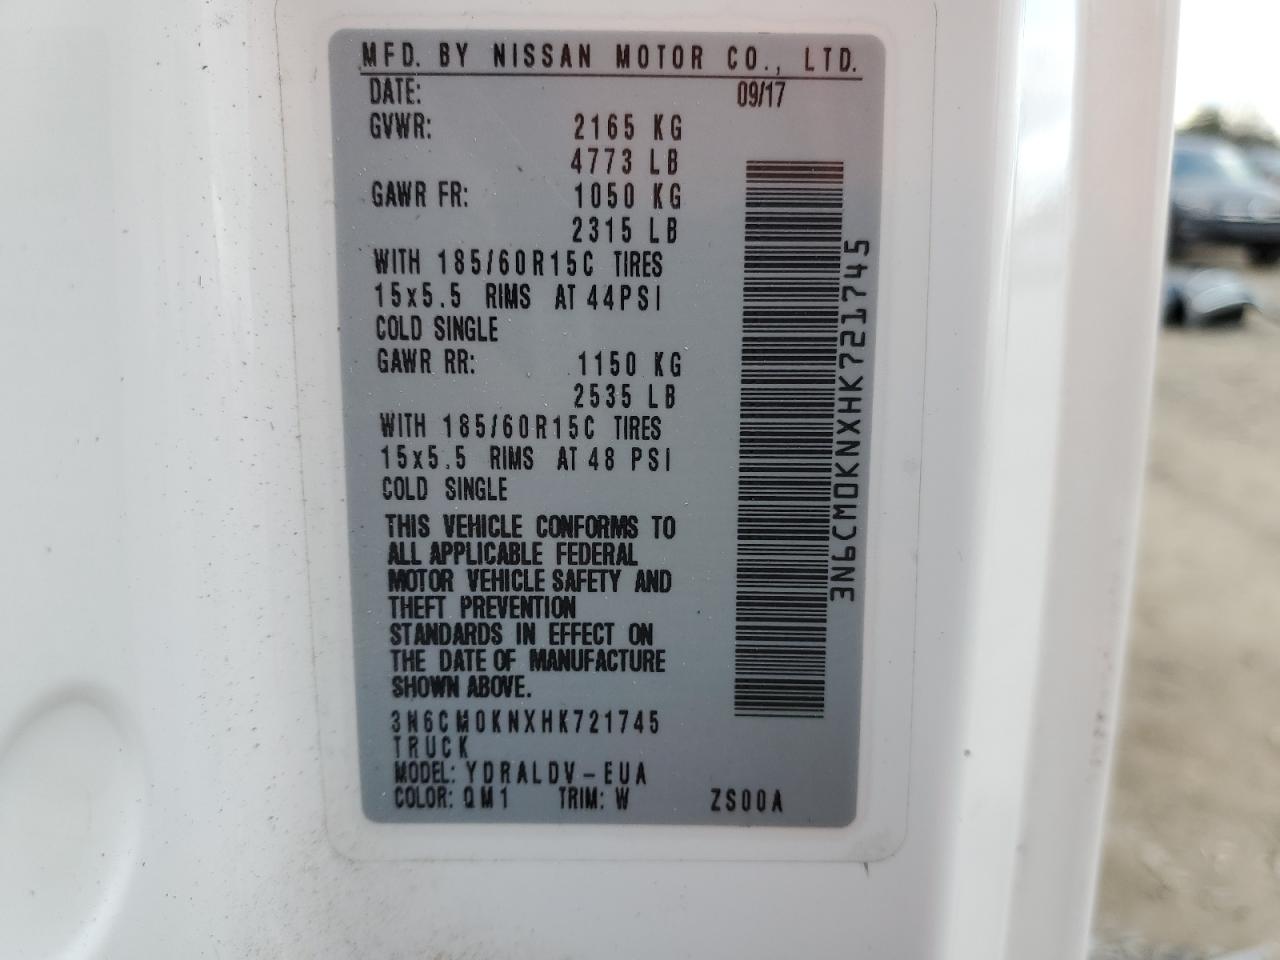 MFD. BY NISSAN MOTOR CO., LTD.
DATE: 09/17
GVWR: 2165 KG
4773 LB
GAWR FR: 1050 KG
2315 LB
WITH 185/60R15C TIRES
15x5.5 RIMS AT 44PSI
COLD SINGLE
GAWR RR: 1150 KG
2535 LB
WITH 185/60R15C TIRES
15x5.5 RIMS AT 48 PSI
COLD SINGLE
THIS VEHICLE CONFORMS TO
ALL APPLICABLE FEDERAL
MOTOR VEHICLE SAFETY AND
THEFT PREVENTION
STANDARDS IN EFFECT ON
THE DATE OF MANUFACTURE
SHOWN ABOVE.
3N6CM0KNXHK721745
TRUCK
MODEL: YDRALDV-EUA
COLOR: QM1 TRIM: W ZS00A
3N6CM0KNXHK721745